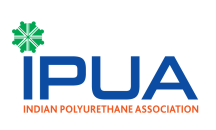 IPUA
INDIAN POLYURETHANE ASSOCIATION